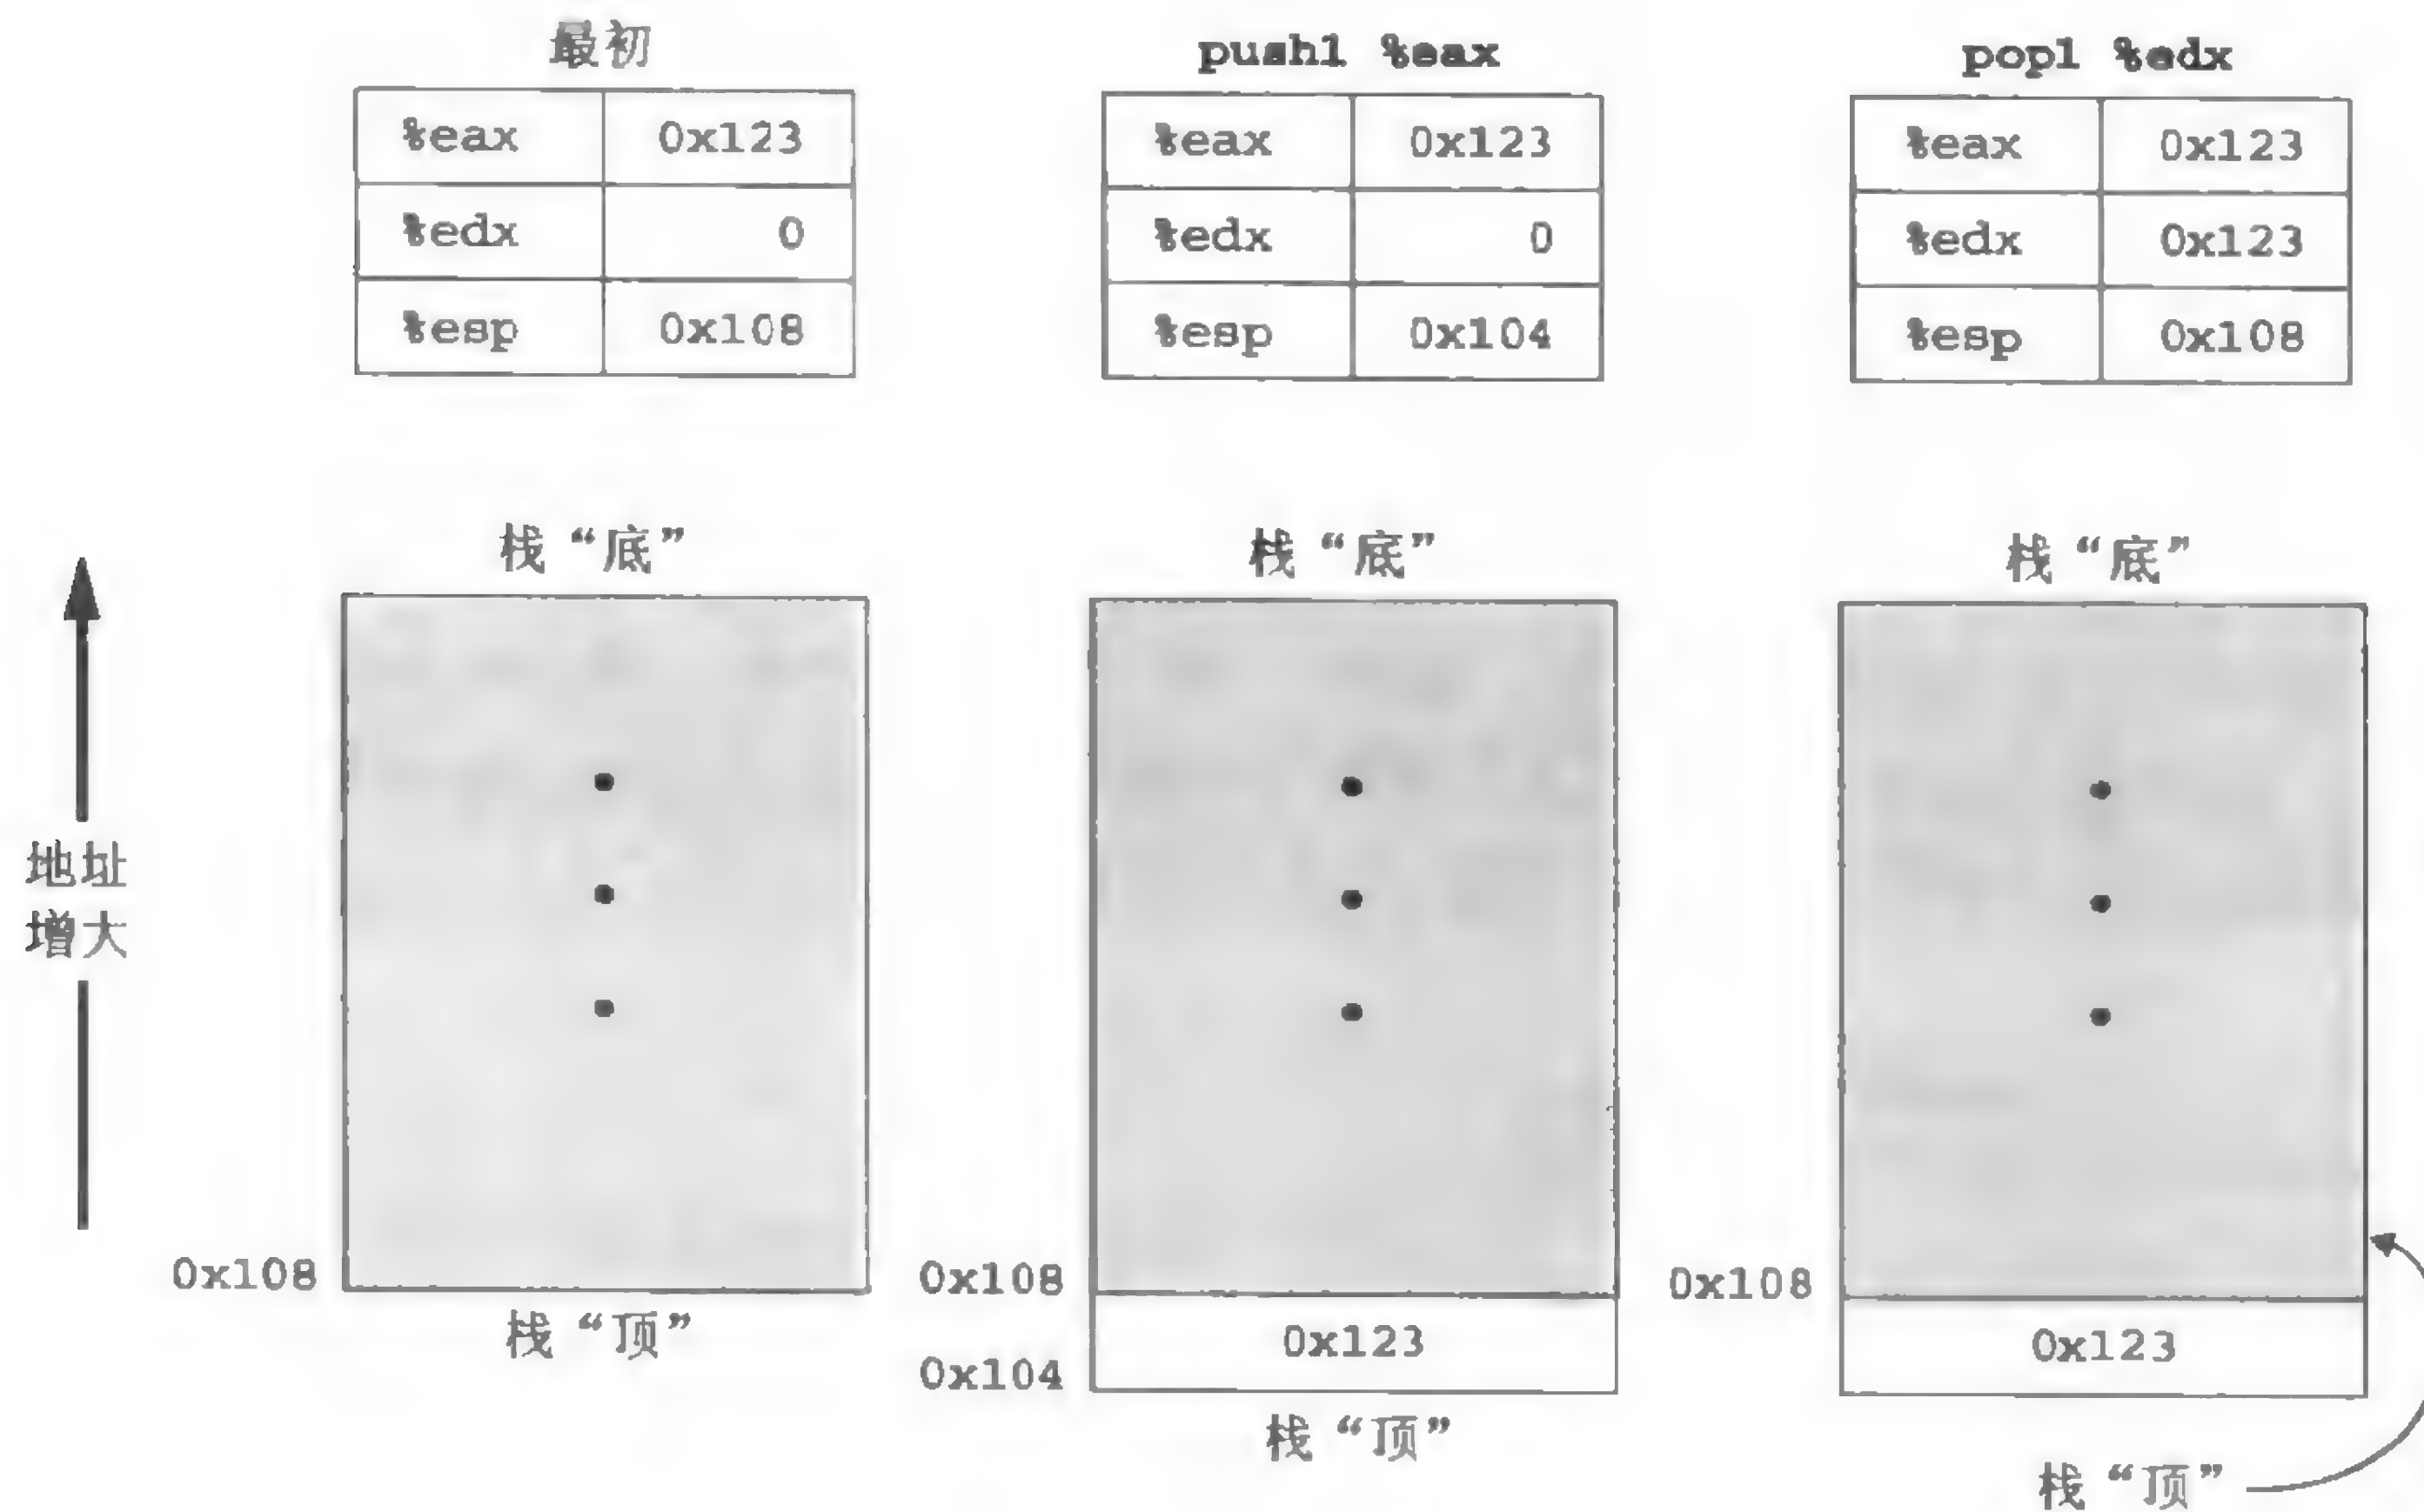 最初
%eax 0x123
%edx 0
%esp 0x108
pushl %eax
%eax 0x123
%edx 0
%esp 0x104
popl %edx
%eax 0x123
%edx 0x123
%esp 0x108
地址
增大
栈“底”
0x108
栈“顶”
栈“底”
0x108
0x123
0x104
栈“顶”
栈“底”
0x108
0x123
栈“顶”